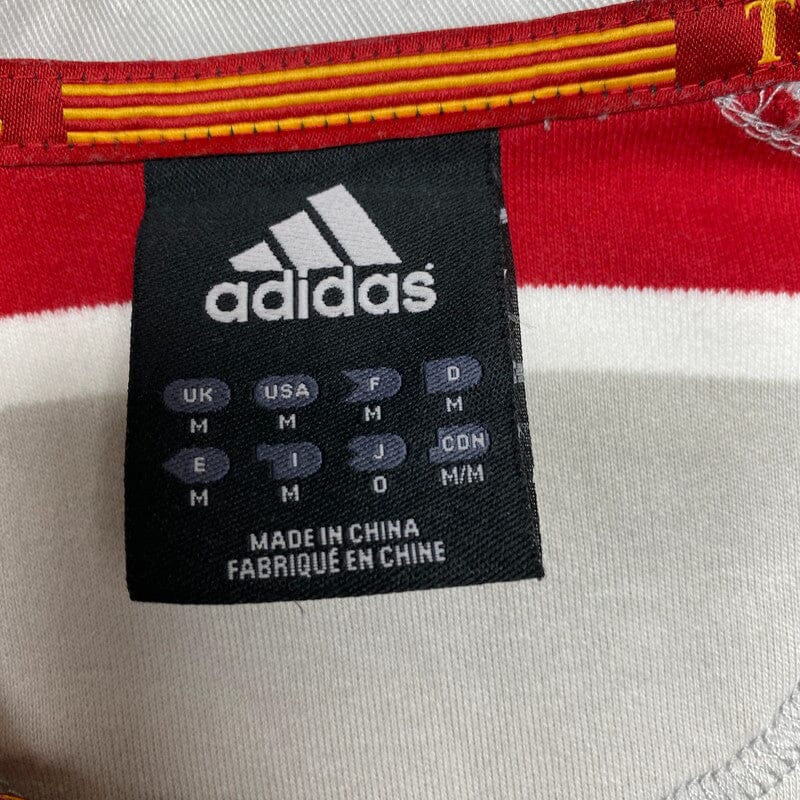 T
adidas
UK USA F D
M M M M
E I J CDN
M M O M/M
MADE IN CHINA
FABRIQUÉ EN CHINE